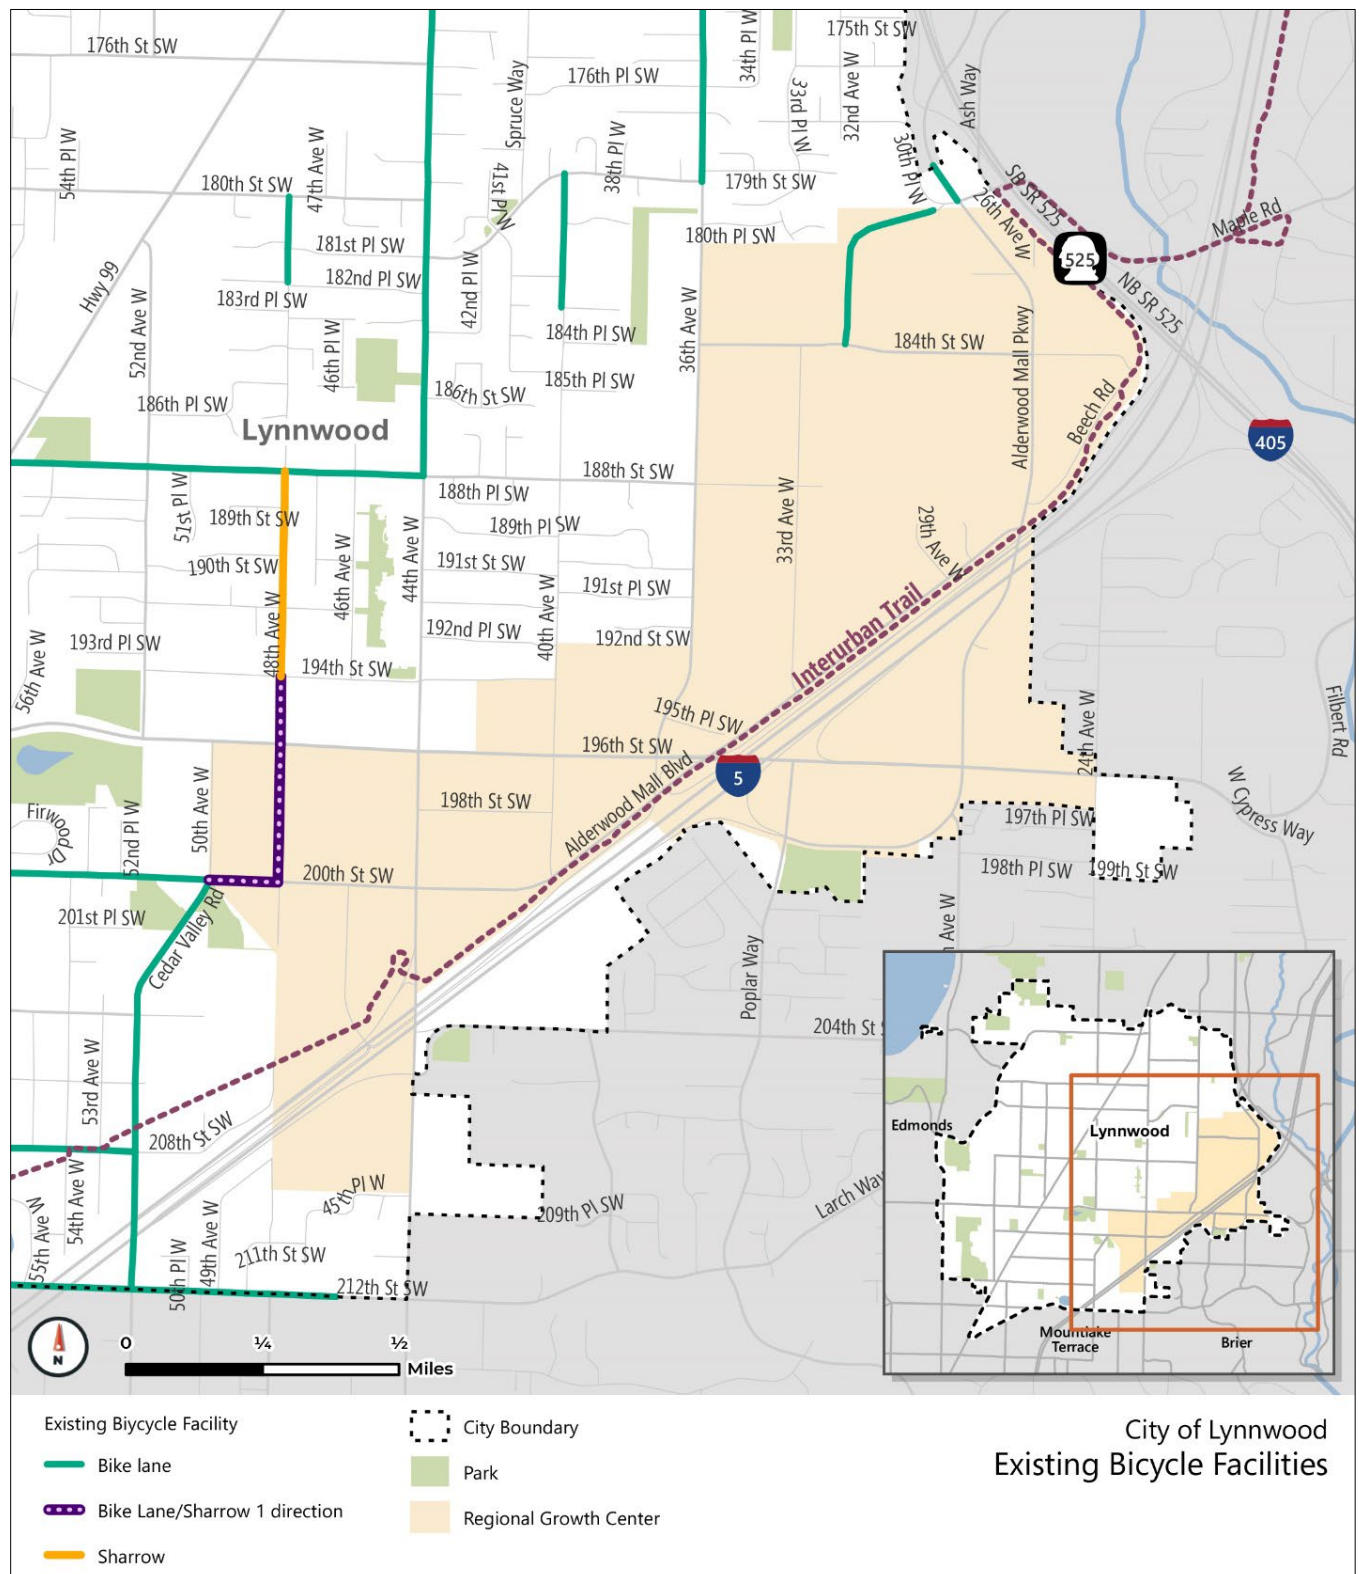 175th St SW
176th St SW
34th Pl W
Spruce Way
176th Pl SW
33rd Pl W
32nd Ave W
Ash Way
54th Pl W
47th Ave W
38th Pl W
30th Pl W
180th St SW
41st Pl W
179th St SW
SB SR 525
26th Ave W
Maple Rd
181st Pl SW
180th Pl SW
525
182nd Pl SW
Hwy 99
183rd Pl SW
42nd Pl W
NB SR 525
52nd Ave W
46th Pl W
184th Pl SW
36th Ave W
184th St SW
Alderwood Mall Pkwy
185th Pl SW
186th St SW
186th Pl SW
Beech Rd
Lynnwood
405
188th St SW
51st Pl W
188th Pl SW
189th St SW
189th Pl SW
33rd Ave W
29th Ave W
190th St SW
46th Ave W
44th Ave W
191st St SW
191st Pl SW
40th Ave W
Interurban Trail
48th Ave W
192nd Pl SW
192nd St SW
193rd Pl SW
56th Ave W
194th St SW
195th Pl SW
24th Ave W
Filbert Rd
196th St SW
5
Alderwood Mall Blvd
W Cypress Way
198th St SW
50th Ave W
52nd Pl W
Firwood Dr
197th Pl SW
198th Pl SW
199th St SW
200th St SW
201st Pl SW
Cedar Valley Rd
Ave W
Poplar Way
204th St S
53rd Ave W
208th St SW
54th Ave W
55th Ave W
45th Pl W
Larch Way
209th Pl SW
49th Ave W
50th Pl W
211th St SW
212th St SW
Edmonds
Lynnwood
Mountlake
Terrace
Brier
N
0 ¼ ½
Miles
Existing Biycycle Facility
Bike lane
Bike Lane/Sharrow 1 direction
Sharrow
City Boundary
Park
Regional Growth Center
City of Lynnwood
Existing Bicycle Facilities